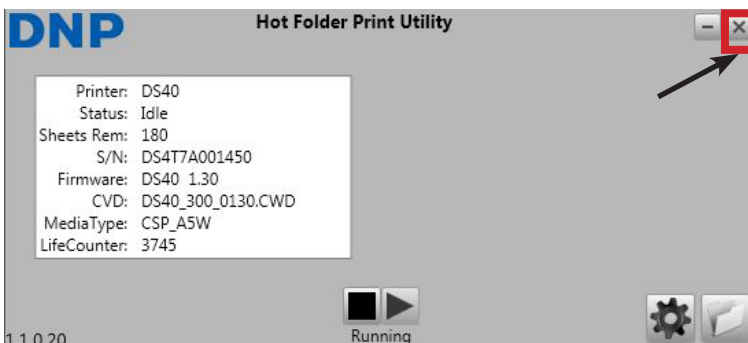 DNP
Hot Folder Print Utility
Printer: DS40
Status: Idle
Sheets Rem: 180
S/N: DS4T7A001450
Firmware: DS40 1.30
CVD: DS40_300_0130.CWD
MediaType: CSP_A5W
LifeCounter: 3745
Running
1.1.0.20